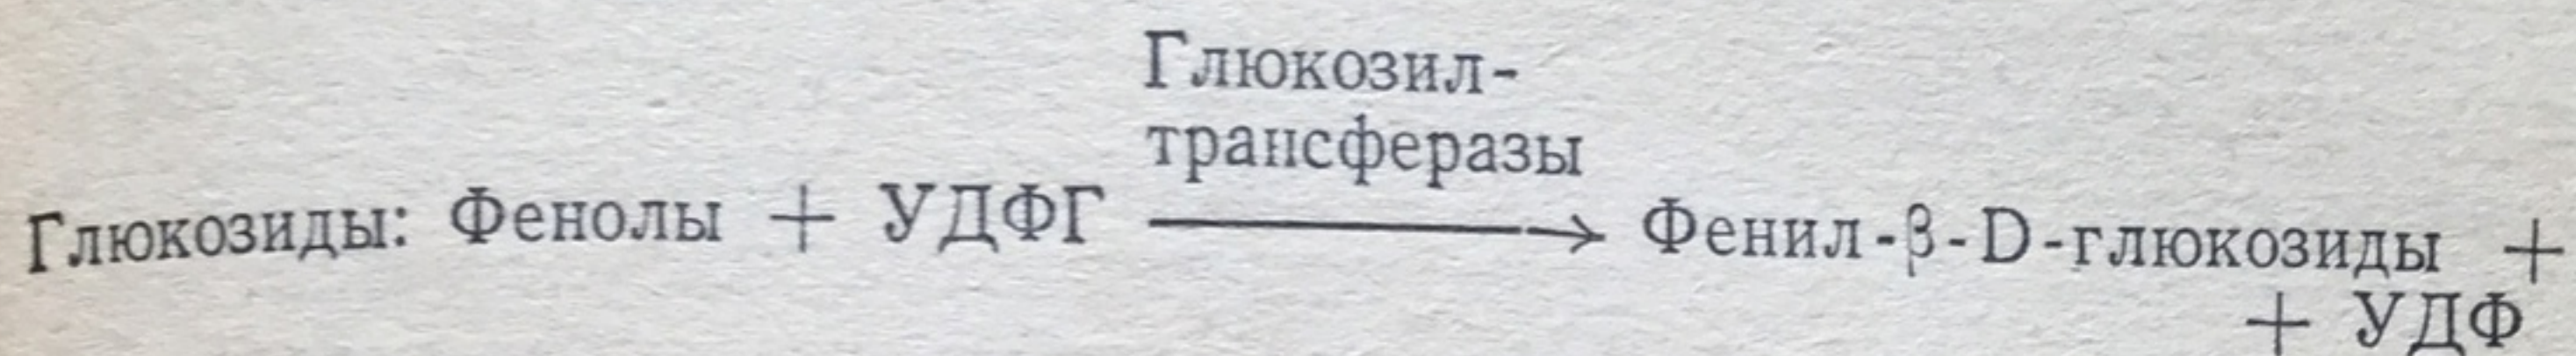 Глюкозил-
трансферазы
Глюкозиды: Фенолы + УДФГ ⟶ Фенил-β-D-глюкозиды +
+ УДФ